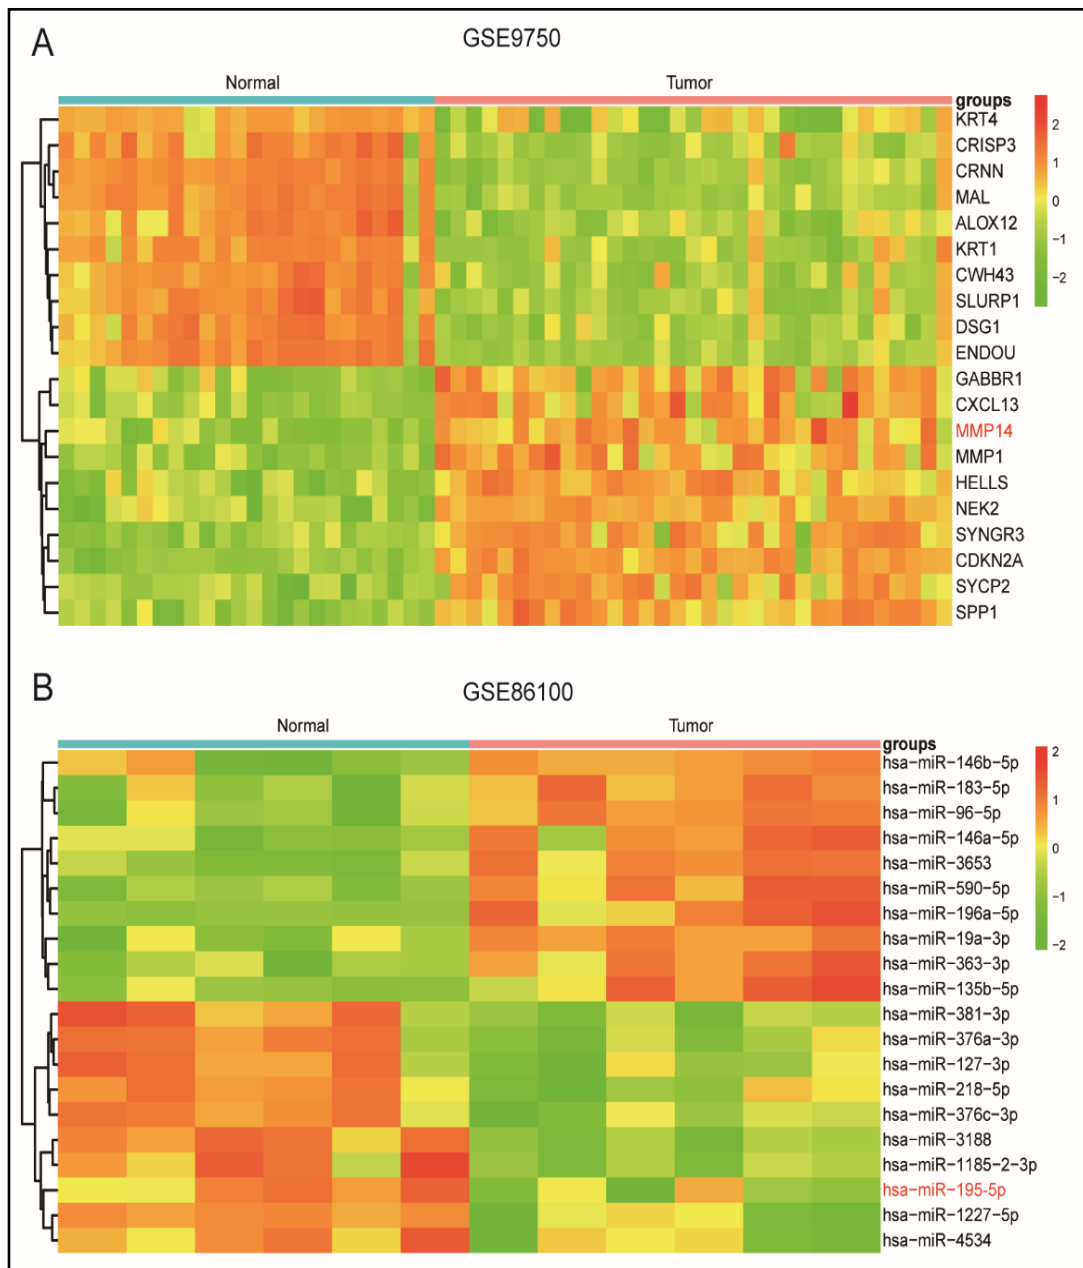 A
GSE9750
Normal Tumor
groups
KRT4
CRISP3
CRNN
MAL
ALOX12
KRT1
CWH43
SLURP1
DSG1
ENDOU
GABBR1
CXCL13
MMP14
MMP1
HELLS
NEK2
SYNGR3
CDKN2A
SYCP2
SPP1
2
1
0
−1
−2
B
GSE86100
Normal Tumor
groups
hsa−miR−146b−5p
hsa−miR−183−5p
hsa−miR−96−5p
hsa−miR−146a−5p
hsa−miR−3653
hsa−miR−590−5p
hsa−miR−196a−5p
hsa−miR−19a−3p
hsa−miR−363−3p
hsa−miR−135b−5p
hsa−miR−381−3p
hsa−miR−376a−3p
hsa−miR−127−3p
hsa−miR−218−5p
hsa−miR−376c−3p
hsa−miR−3188
hsa−miR−1185−2−3p
hsa-miR-195-5p
hsa−miR−1227−5p
hsa−miR−4534
2
1
0
−1
−2